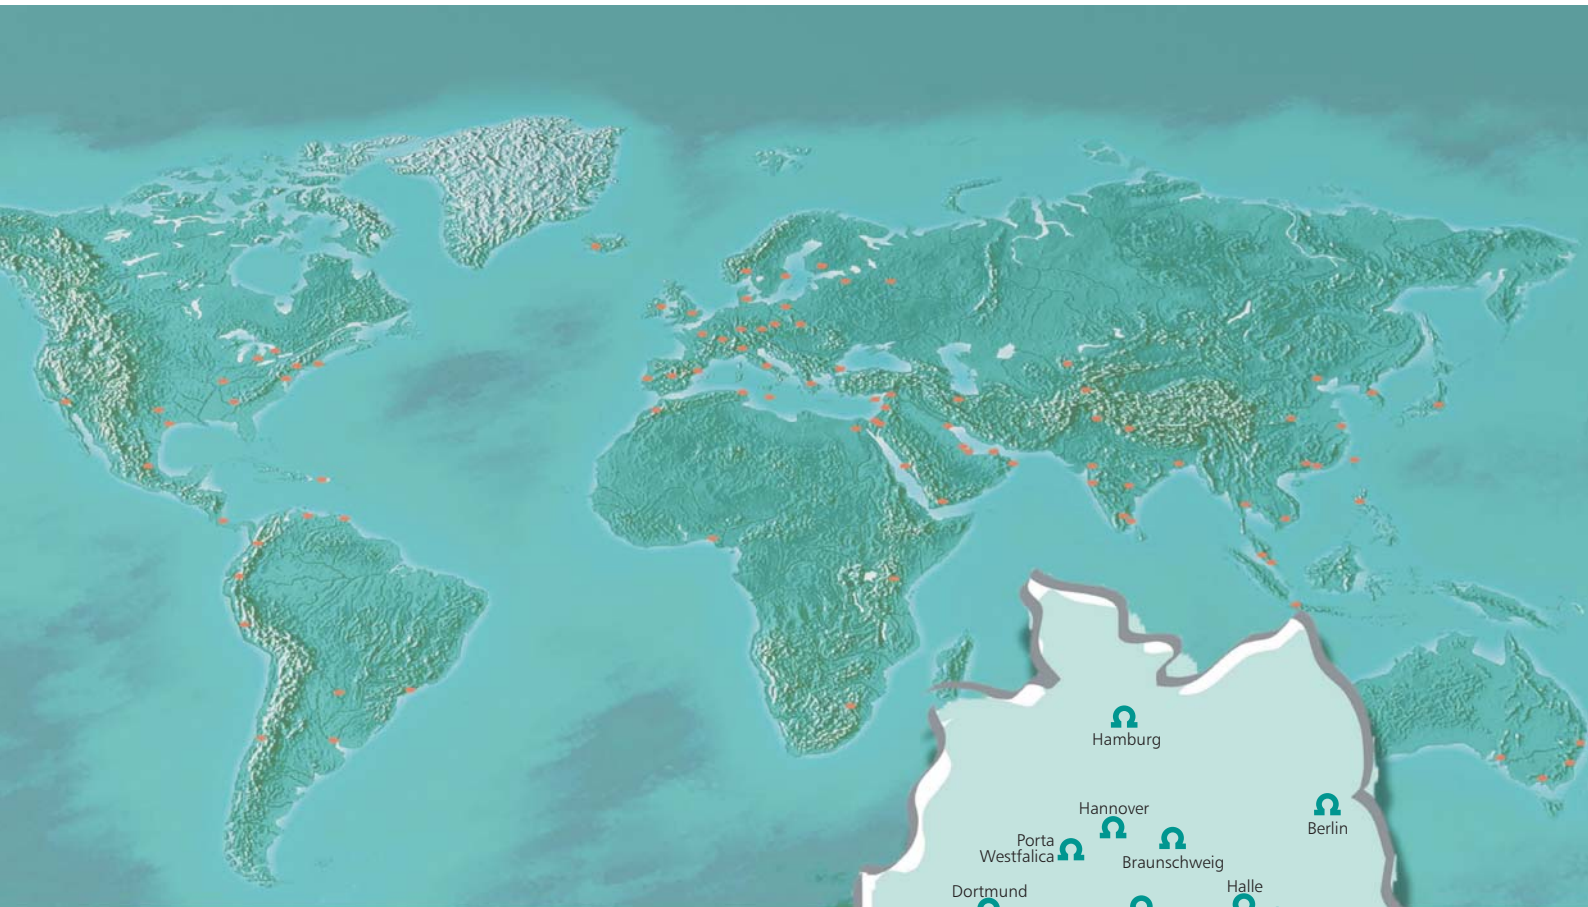 Hamburg
Hannover
Berlin
Porta
Westfalica
Braunschweig
Dortmund
Halle